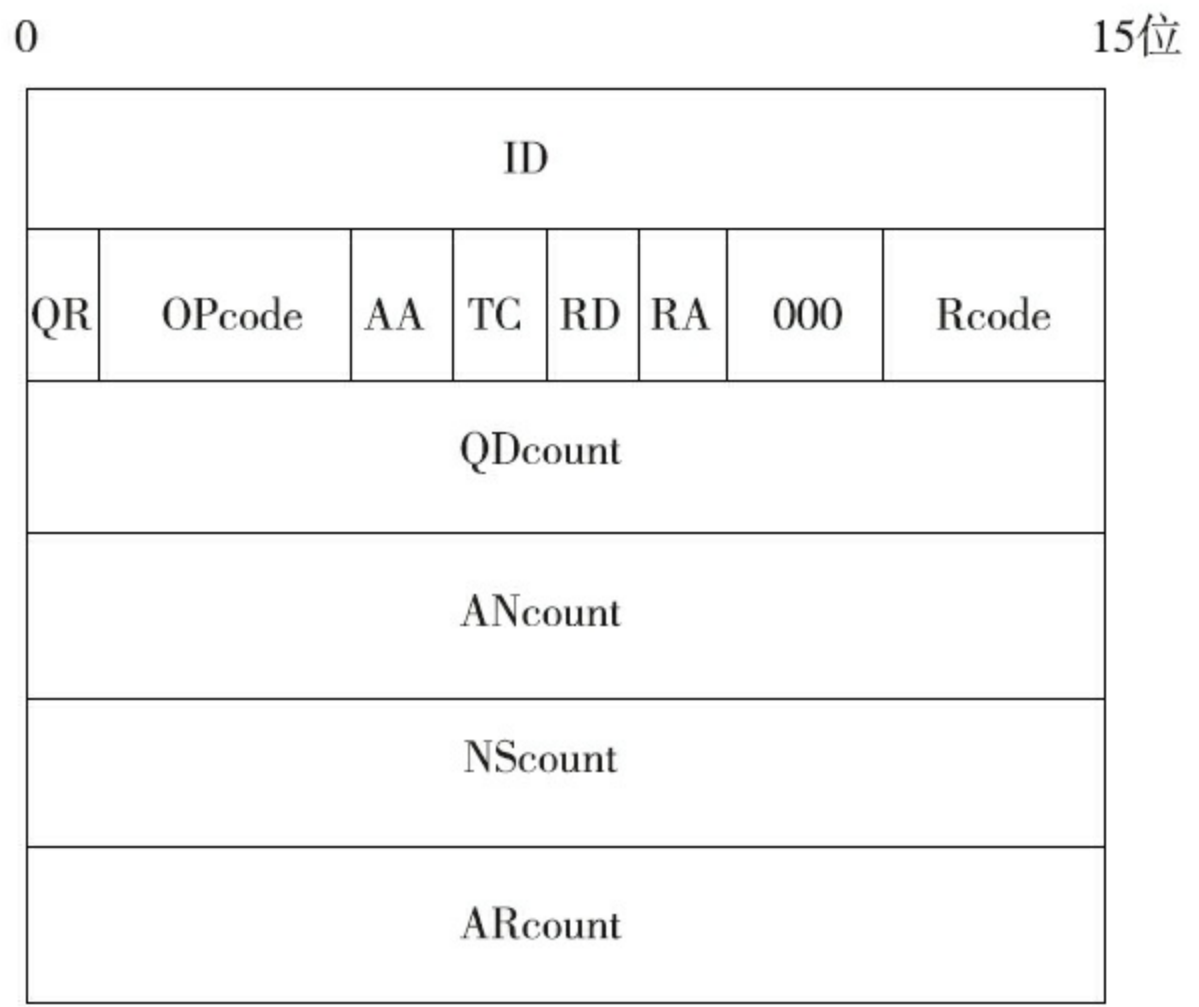 0 15位
ID
QR OPcode AA TC RD RA 000 Rcode
QDcount
ANcount
NScount
ARcount